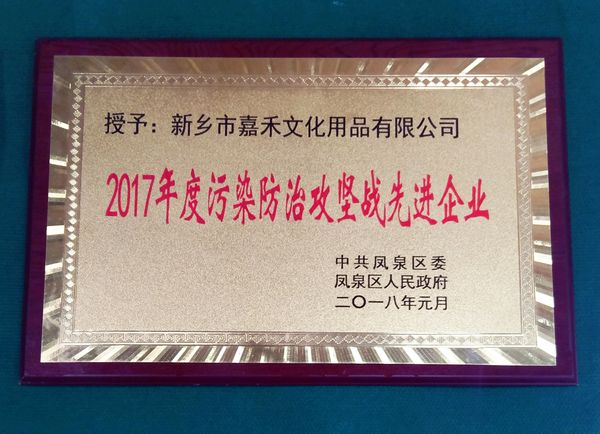 授予：新乡市嘉禾文化用品有限公司
2017年度污染防治攻坚战先进企业
中共凤泉区委
凤泉区人民政府
二〇一八年元月